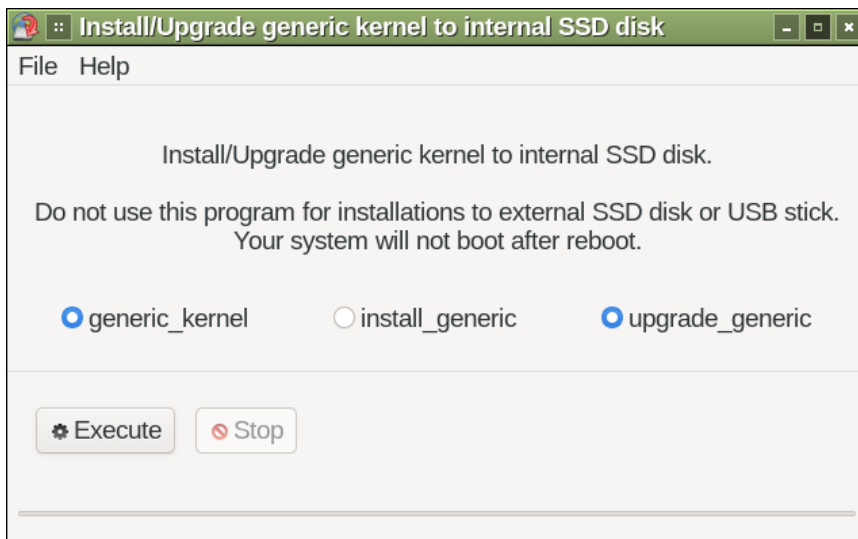 Install/Upgrade generic kernel to internal SSD disk
File Help
Install/Upgrade generic kernel to internal SSD disk.
Do not use this program for installations to external SSD disk or USB stick.
Your system will not boot after reboot.
generic_kernel install_generic upgrade_generic
Execute Stop